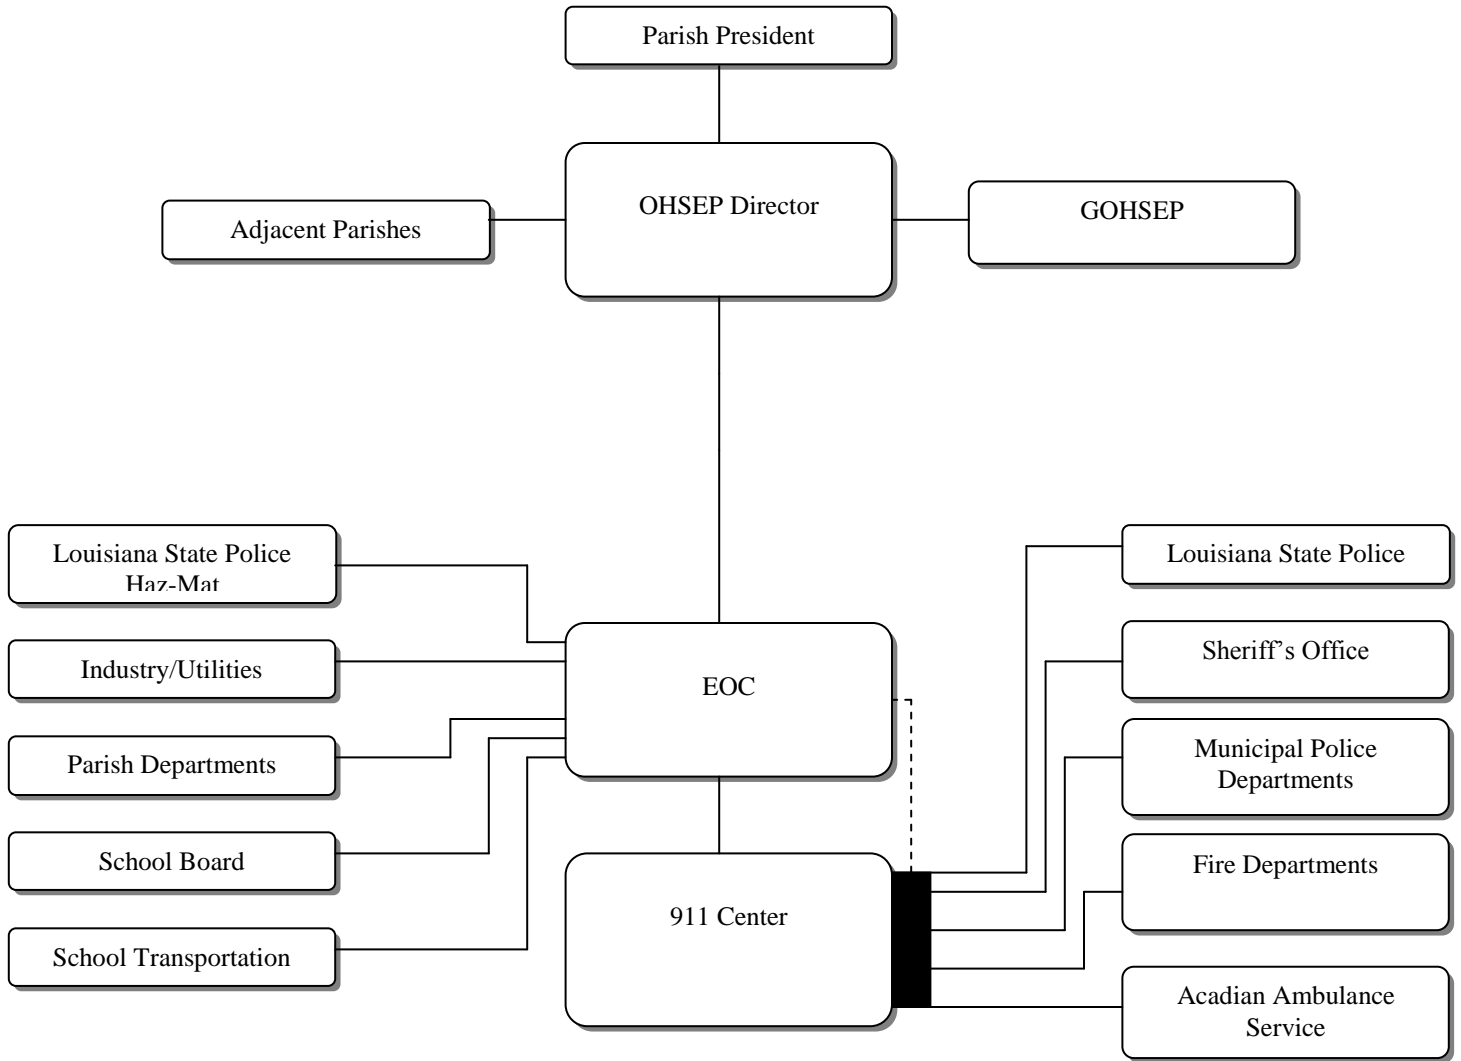 Parish President
OHSEP Director
GOHSEP
Adjacent Parishes
Louisiana State Police
Haz-Mat
Louisiana State Police
Industry/Utilities
Sheriff’s Office
EOC
Parish Departments
Municipal Police
Departments
School Board
Fire Departments
911 Center
School Transportation
Acadian Ambulance
Service